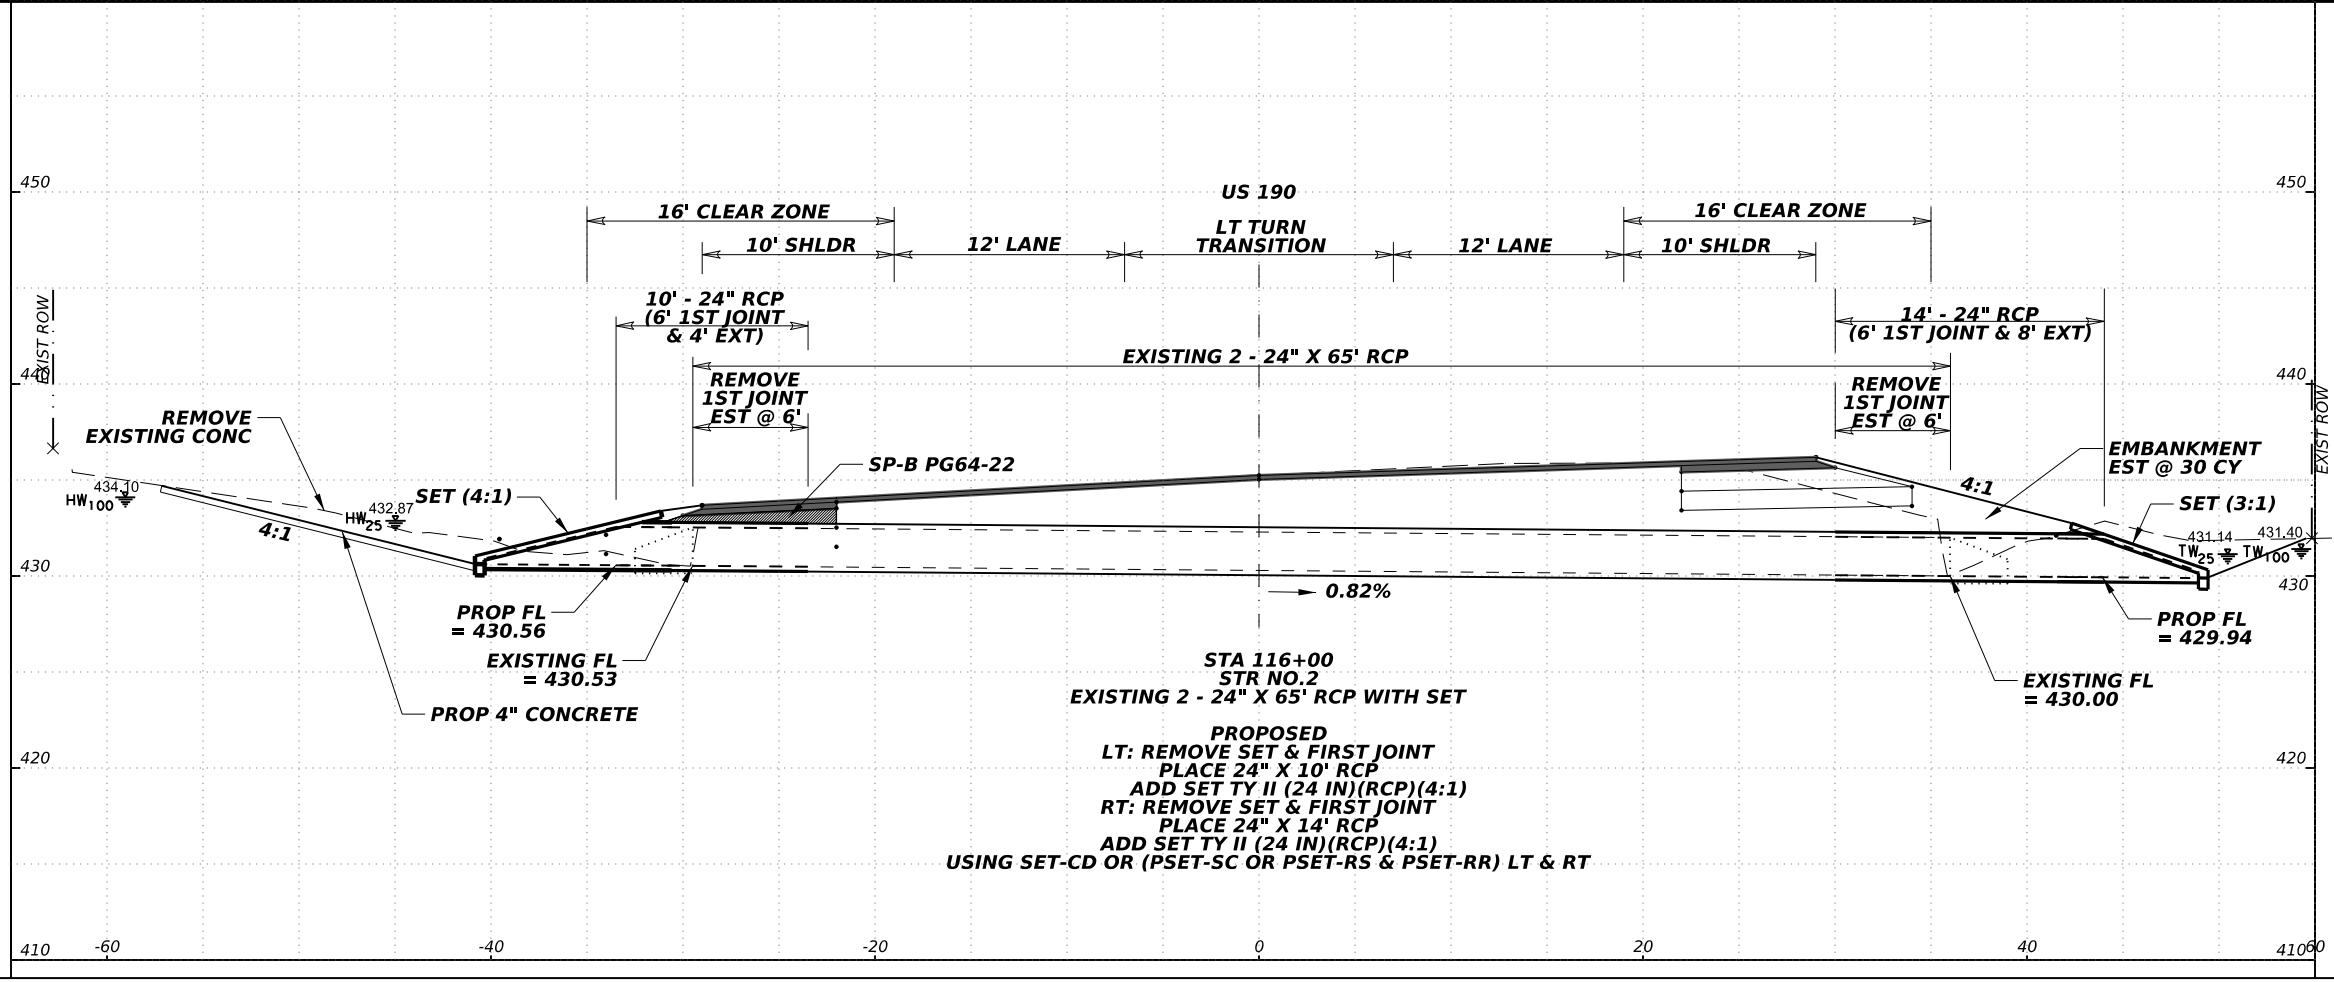 450
450
US 190
16' CLEAR ZONE
16' CLEAR ZONE
LT TURN
TRANSITION
10' SHLDR
12' LANE
12' LANE
10' SHLDR
10' - 24" RCP
(6' 1ST JOINT
& 4' EXT)
14' - 24" RCP
(6' 1ST JOINT & 8' EXT)
EXIST ROW
EXISTING 2 - 24" X 65' RCP
440
440
REMOVE
1ST JOINT
EST @ 6'
REMOVE
1ST JOINT
EST @ 6'
EXIST ROW
REMOVE
EXISTING CONC
EMBANKMENT
EST @ 30 CY
SP-B PG64-22
434.10
HW100
SET (4:1)
4:1
SET (3:1)
432.87
HW25
4:1
431.14
TW25
431.40
TW100
430
430
0.82%
PROP FL
= 430.56
PROP FL
= 429.94
EXISTING FL
= 430.53
EXISTING FL
= 430.00
PROP 4" CONCRETE
STA 116+00
STR NO.2
EXISTING 2 - 24" X 65' RCP WITH SET
PROPOSED
LT: REMOVE SET & FIRST JOINT
PLACE 24" X 10' RCP
ADD SET TY II (24 IN)(RCP)(4:1)
RT: REMOVE SET & FIRST JOINT
PLACE 24" X 14' RCP
ADD SET TY II (24 IN)(RCP)(4:1)
USING SET-CD OR (PSET-SC OR PSET-RS & PSET-RR) LT & RT
420
420
410
-60
-40
-20
0
20
40
410
60